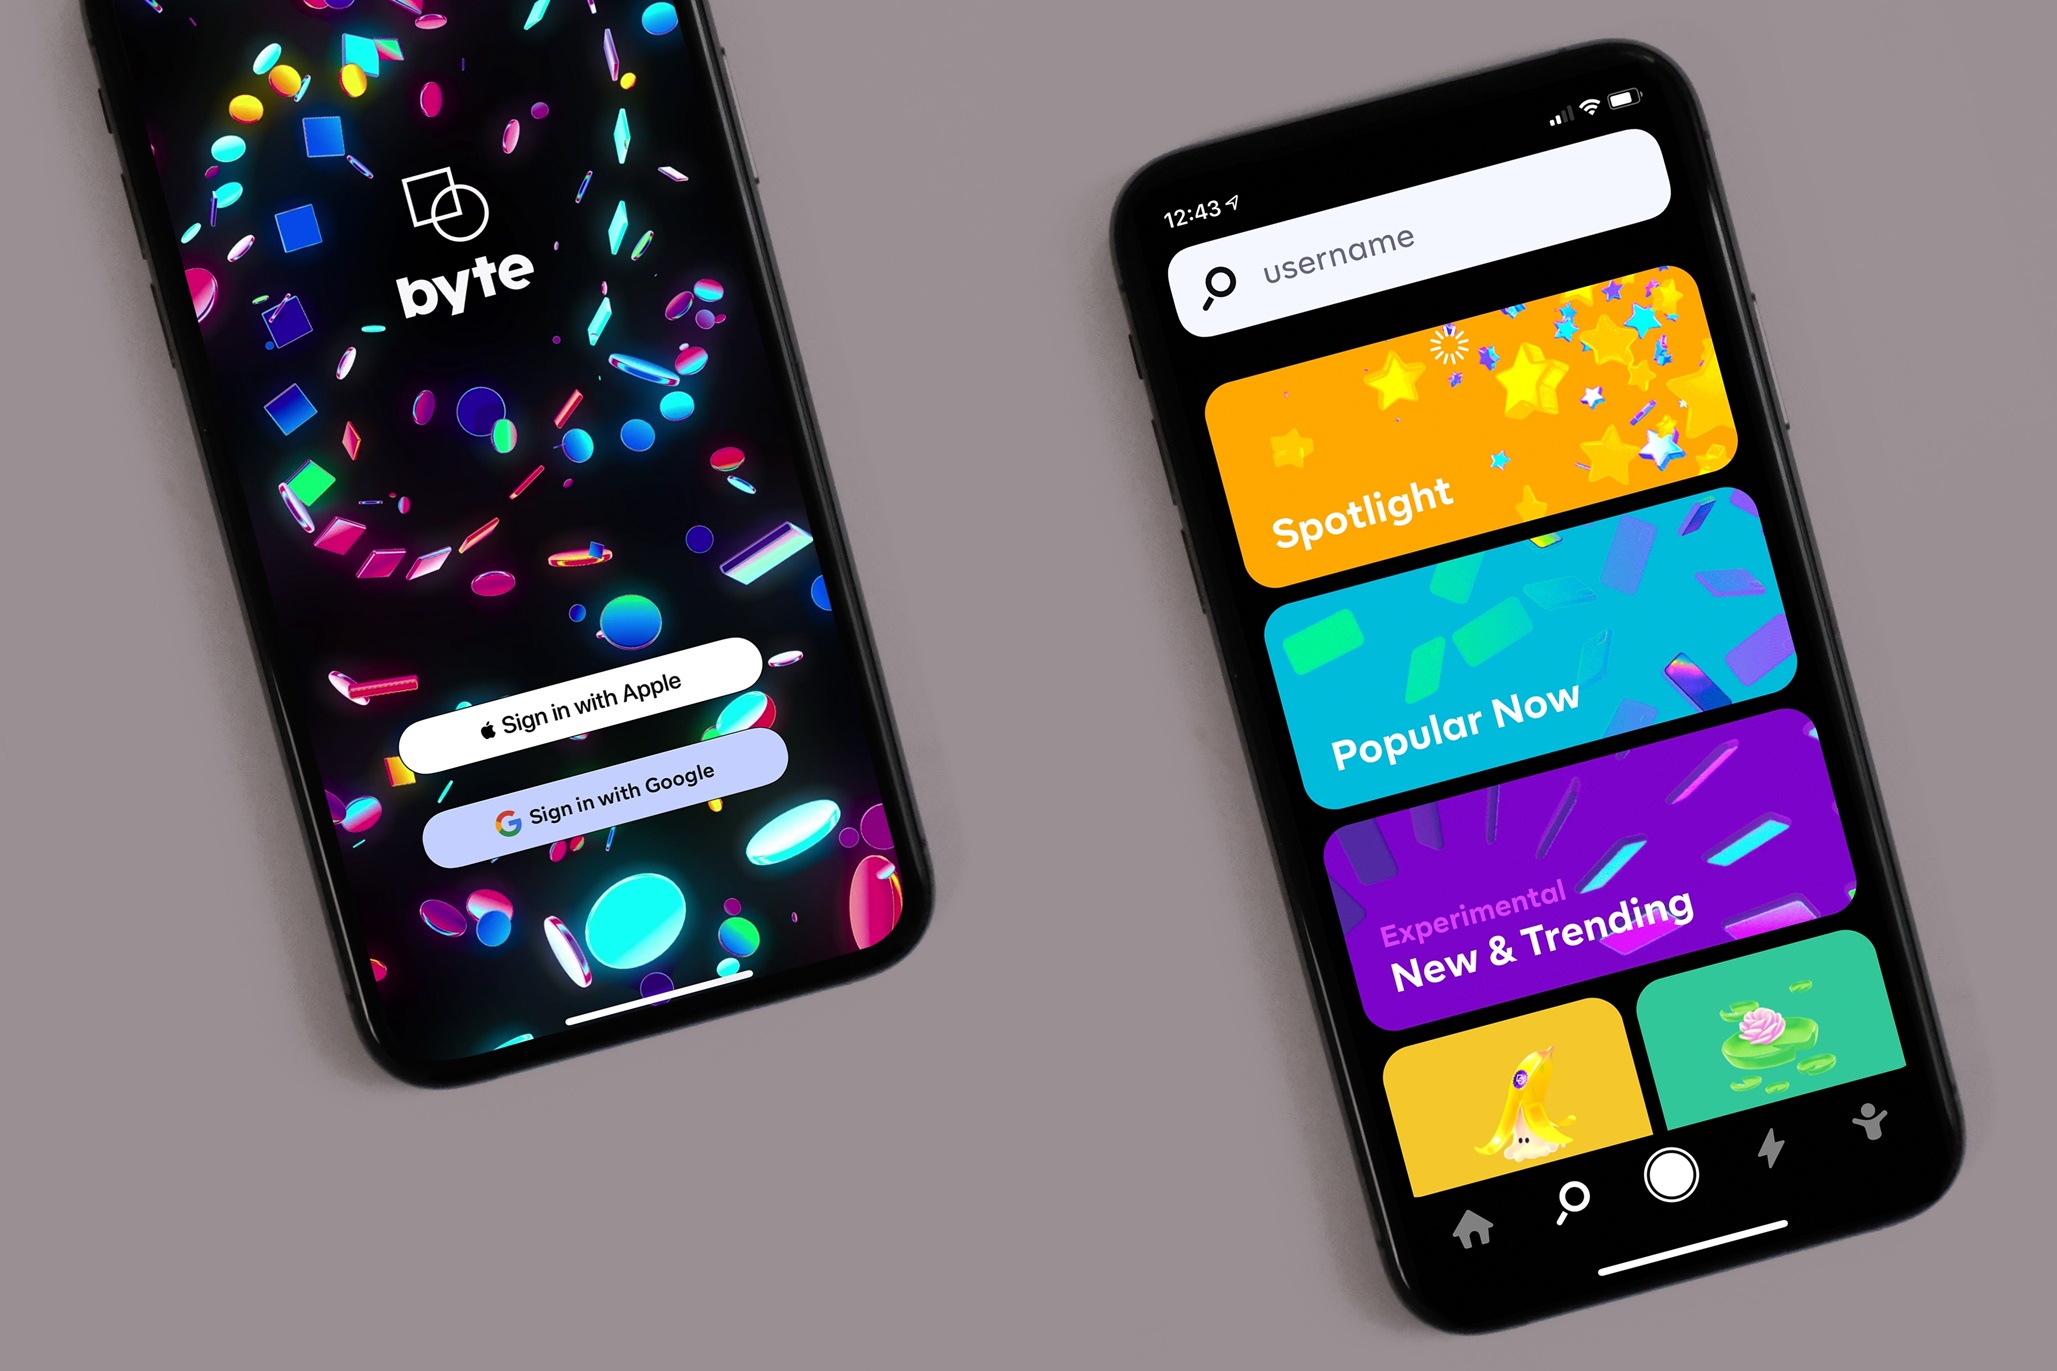 byte
Sign in with Apple
Sign in with Google
12:43
username
Spotlight
Popular Now
Experimental
New & Trending